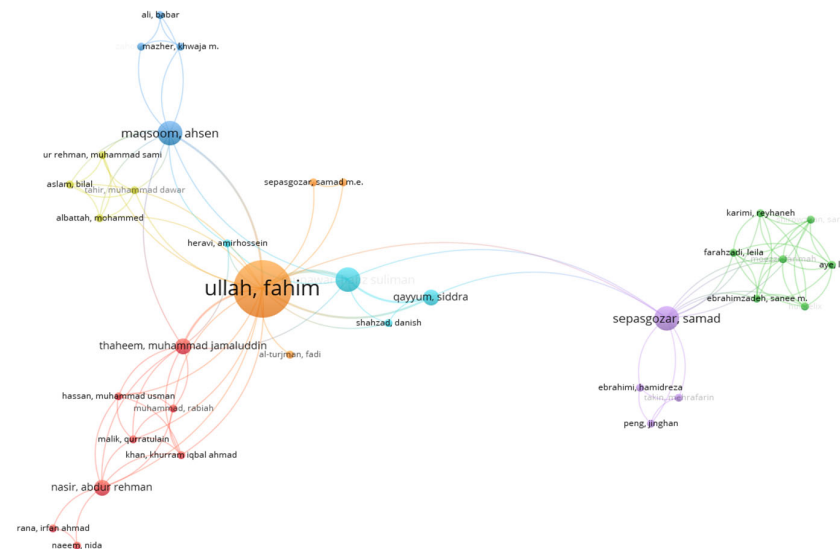 ali, babar
mazher, khwaja m.
maqsoom, ahsen
ur rehman, muhammad sami
aslam, bilal
tahir, muhammad dawar
albattah, mohammed
sepasgozar, samad m.e.
heravi, amirhossein
ullah, fahim
suliman
qayyum, siddra
shahzad, danish
thaheem, muhammad jamaluddin
al-turjman, fadi
hassan, muhammad usman
muhammad, rabiah
malik, qurratulain
khan, khurram iqbal ahmad
nasir, abdur rehman
rana, irfan ahmad
naeem, nida
karimi, reyhaneh
farahzadi, leila
ebrahimzadeh, sanee m.
sepasgozar, samad
ebrahimi, hamidreza
peng, jinghan